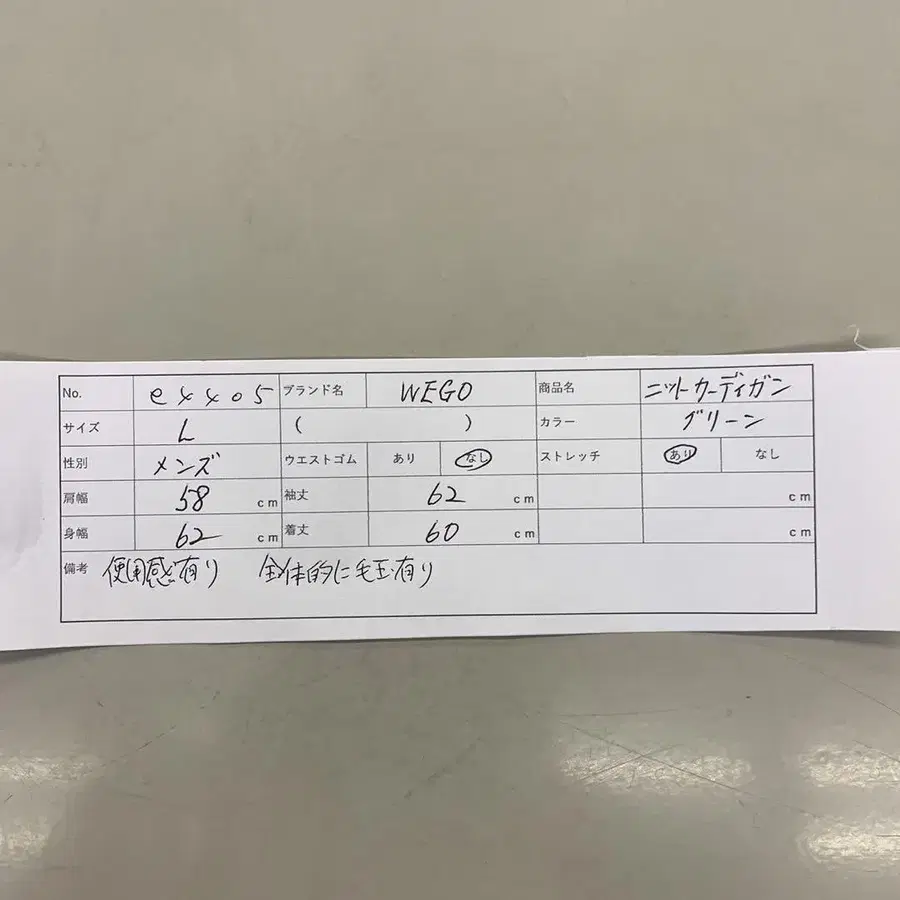 No. e4405 ブランド名 WEGO 商品名 ニットカーディガン
サイズ L ( ) カラー グリーン
性別 メンズ ウエストゴム あり なし ストレッチ あり なし
肩幅 58 cm 袖丈 62 cm cm
身幅 62 cm 着丈 60 cm cm
備考 使用感有り 全体的に毛玉有り